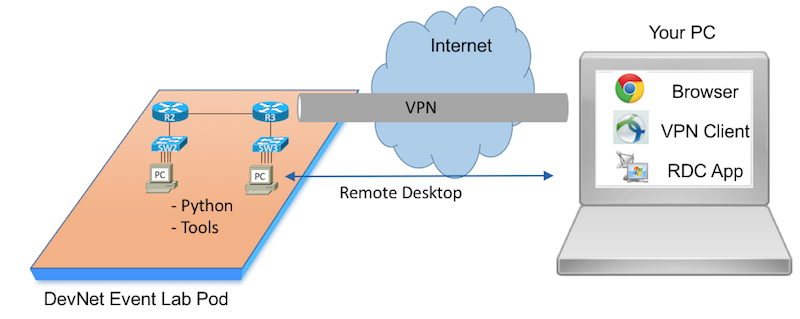 Your PC
Internet
Browser
VPN
VPN Client
RDC App
R2
R3
SW2
SW3
PC
PC
Remote Desktop
- Python
- Tools
DevNet Event Lab Pod